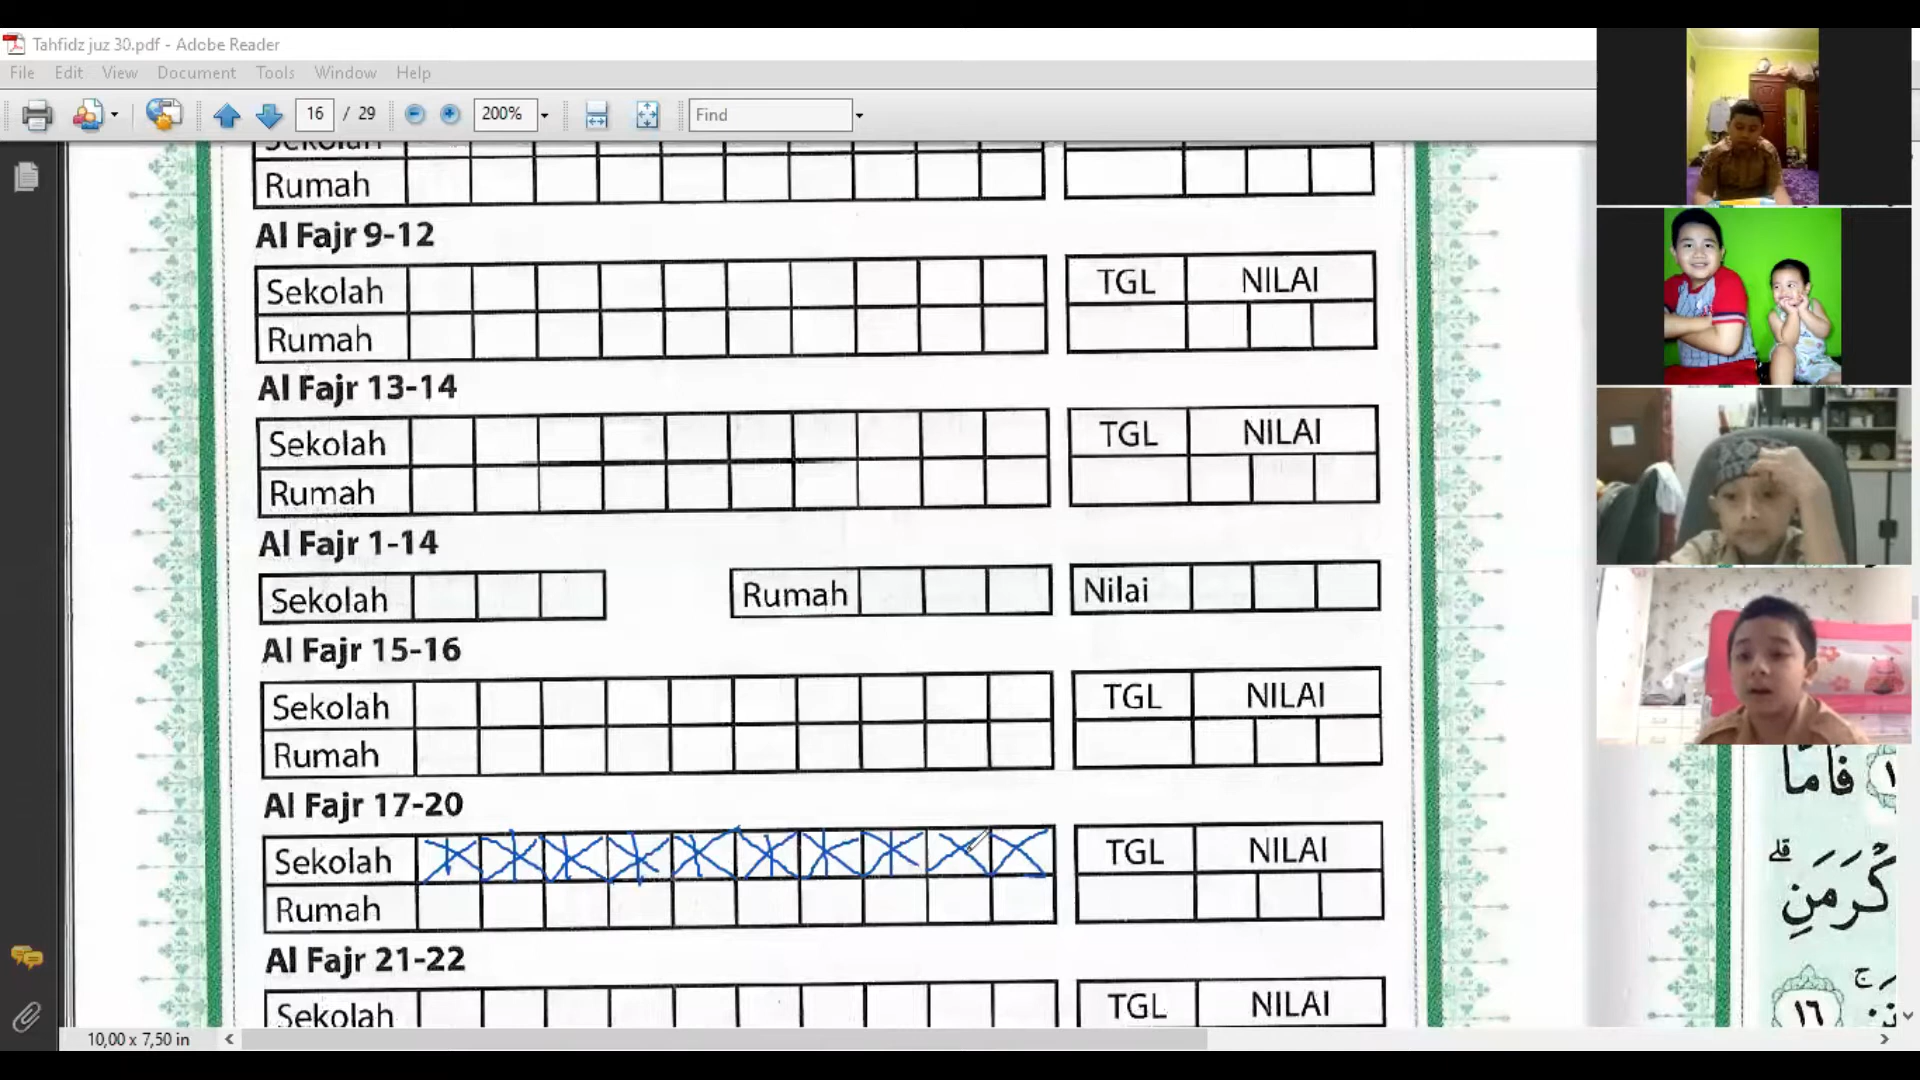 Tahfidz juz 30.pdf - Adobe Reader
File Edit View Document Tools Window Help
16 / 29 200% Find
Sekolah
Rumah
Al Fajr 9-12
Sekolah TGL NILAI
Rumah
Al Fajr 13-14
Sekolah TGL NILAI
Rumah
Al Fajr 1-14
Sekolah Rumah Nilai
Al Fajr 15-16
Sekolah TGL NILAI
Rumah
Al Fajr 17-20
Sekolah TGL NILAI
Rumah
Al Fajr 21-22
Sekolah TGL NILAI
فَأَمَّا
١٦
10,00 x 7,50 in